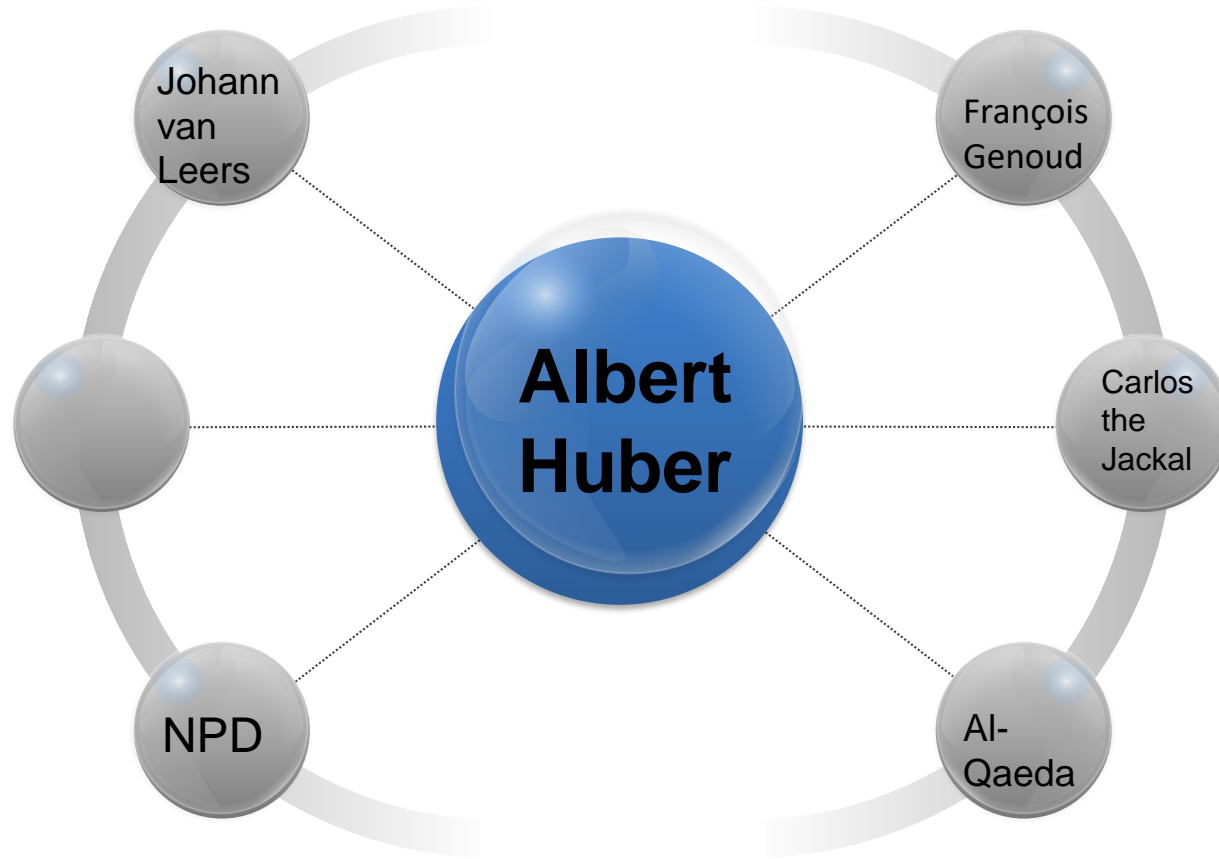 Johann
van
Leers
François
Genoud
Albert
Huber
Carlos
the
Jackal
NPD
Al-
Qaeda